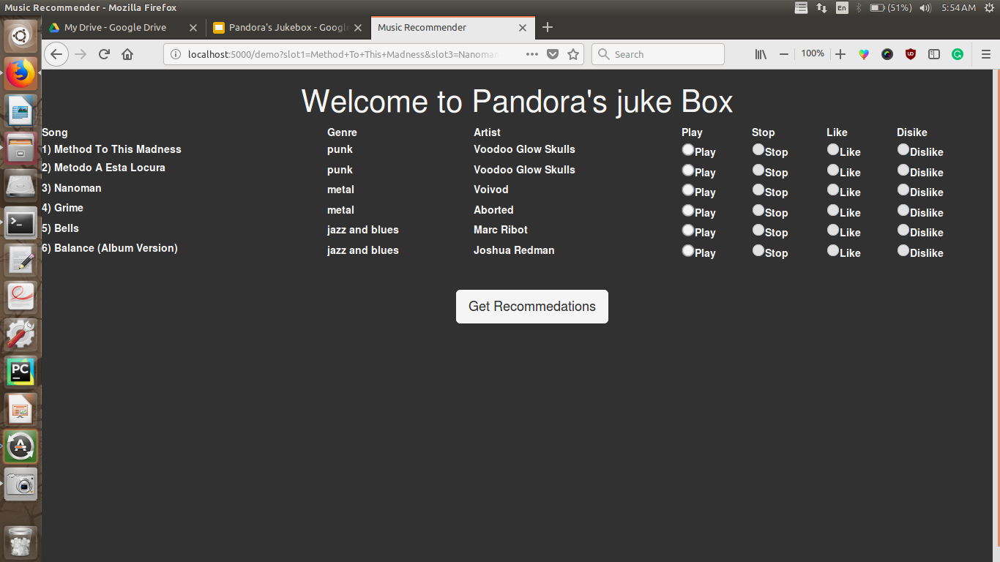 Music Recommender - Mozilla Firefox
En
(51%)
5:54 AM
My Drive - Google Drive
Pandora's Jukebox - Googl
Music Recommender
localhost:5000/demo?slot1=Method+To+This+Madness&slot3=Nanoman
100%
Search
Welcome to Pandora's juke Box
Song Genre Artist Play Stop Like Disike
1) Method To This Madness punk Voodoo Glow Skulls Play Stop Like Dislike
2) Metodo A Esta Locura punk Voodoo Glow Skulls Play Stop Like Dislike
3) Nanoman metal Voivod Play Stop Like Dislike
4) Grime metal Aborted Play Stop Like Dislike
5) Bells jazz and blues Marc Ribot Play Stop Like Dislike
6) Balance (Album Version) jazz and blues Joshua Redman Play Stop Like Dislike
Get Recommedations
PC